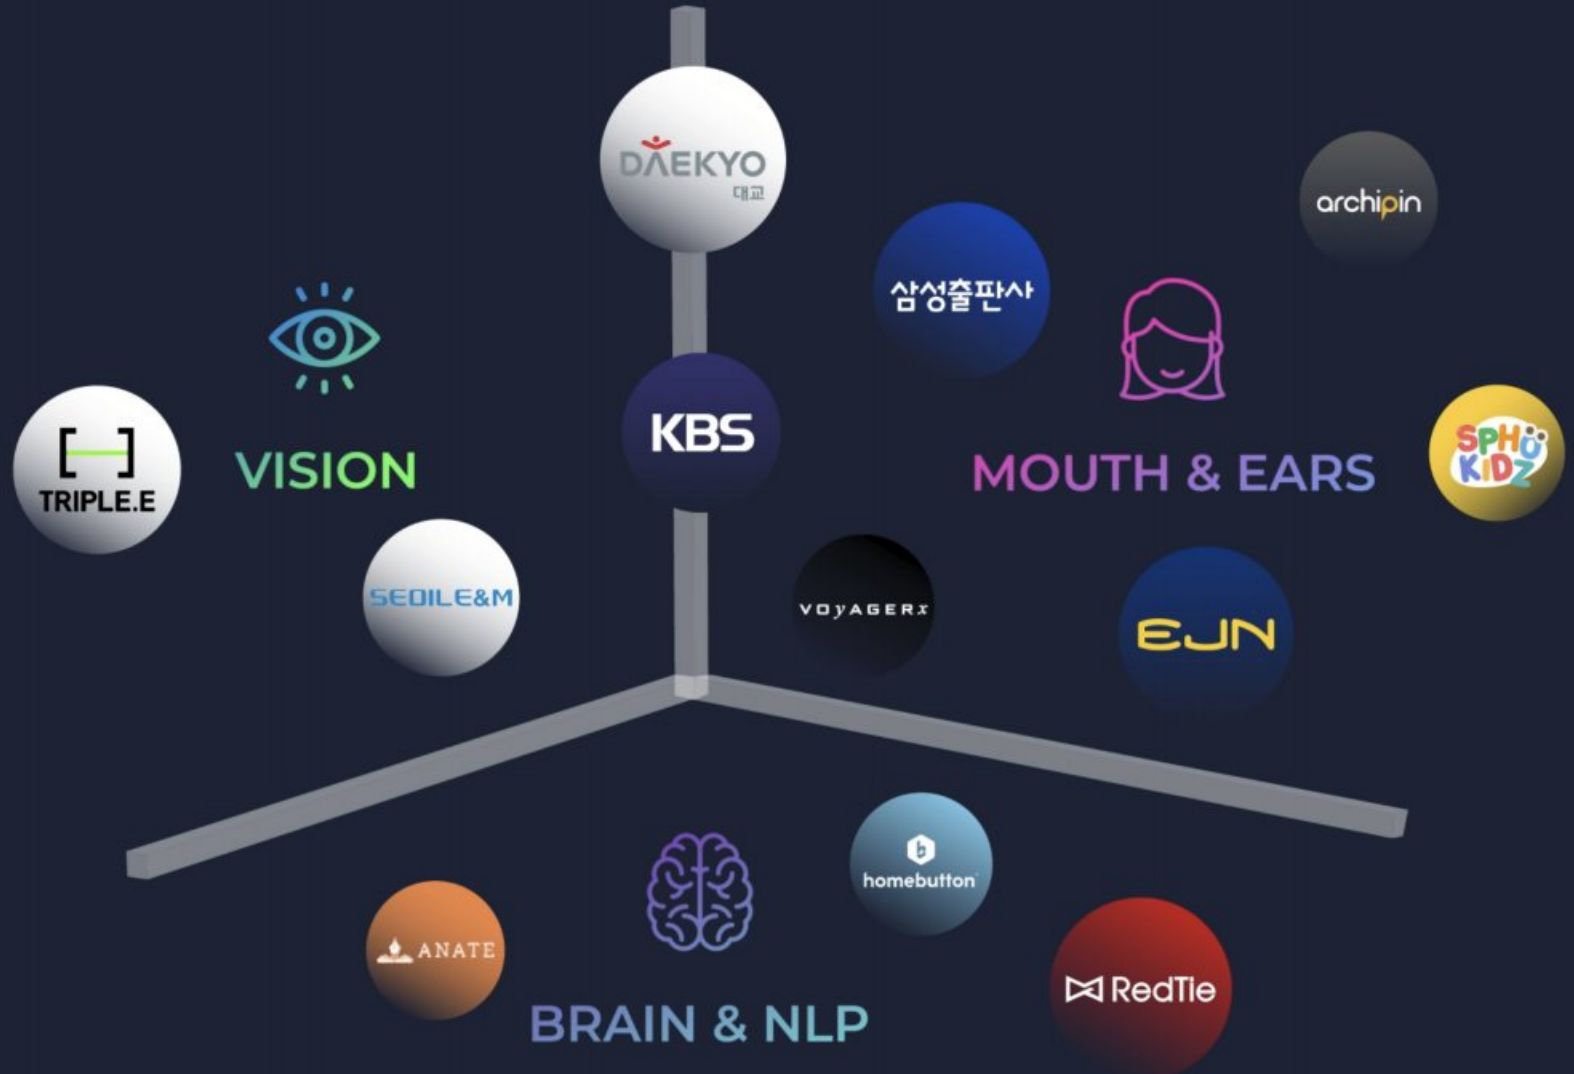 DAEKYO
대교
archipin
삼성출판사
KBS
TRIPLE.E
VISION
MOUTH & EARS
SPHU
KIDZ
SEOILE&M
VOyAGERx
EJN
homebutton
ANATE
RedTie
BRAIN & NLP